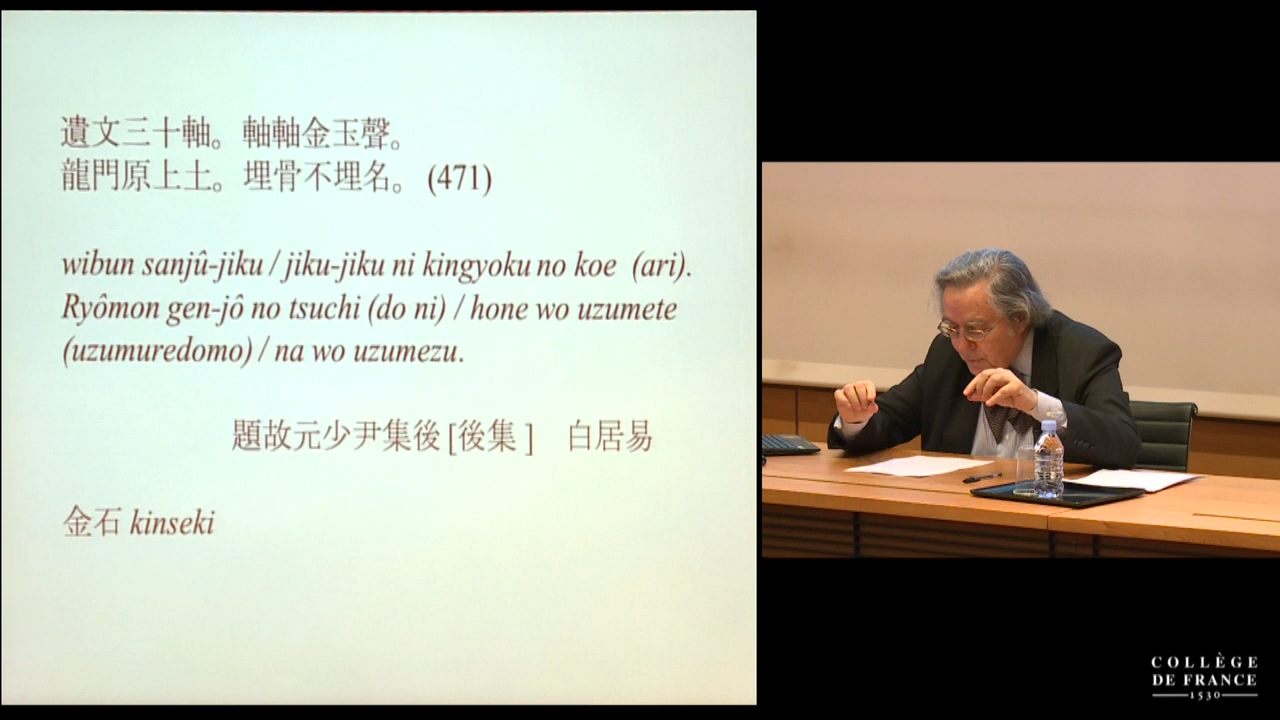 遺文三十軸。軸軸金玉聲。
龍門原上土。埋骨不埋名。 (471)
wibun sanjû-jiku / jiku-jiku ni kingyoku no koe (ari).
Ryômon gen-jô no tsuchi (do ni) / hone wo uzumete
(uzumuredomo) / na wo uzumezu.
題故元少尹集後 [後集 ] 白居易
金石 kinseki
COLLÈGE
DE FRANCE
1530